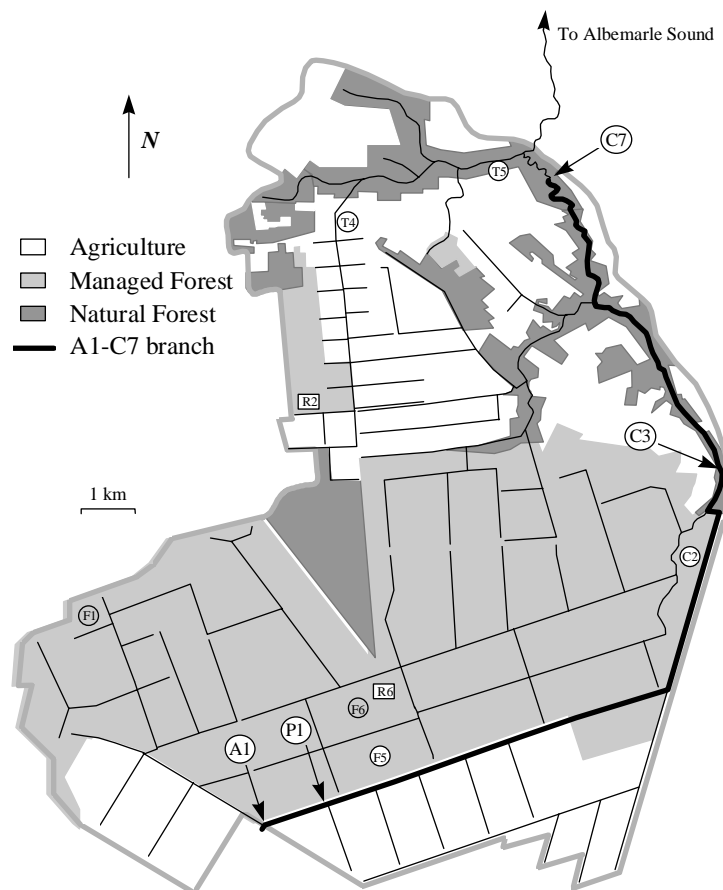 To Albemarle Sound
N
C7
T5
T4
Agriculture
Managed Forest
Natural Forest
A1-C7 branch
R2
C3
1 km
C2
F1
R6
F6
P1
A1
F5